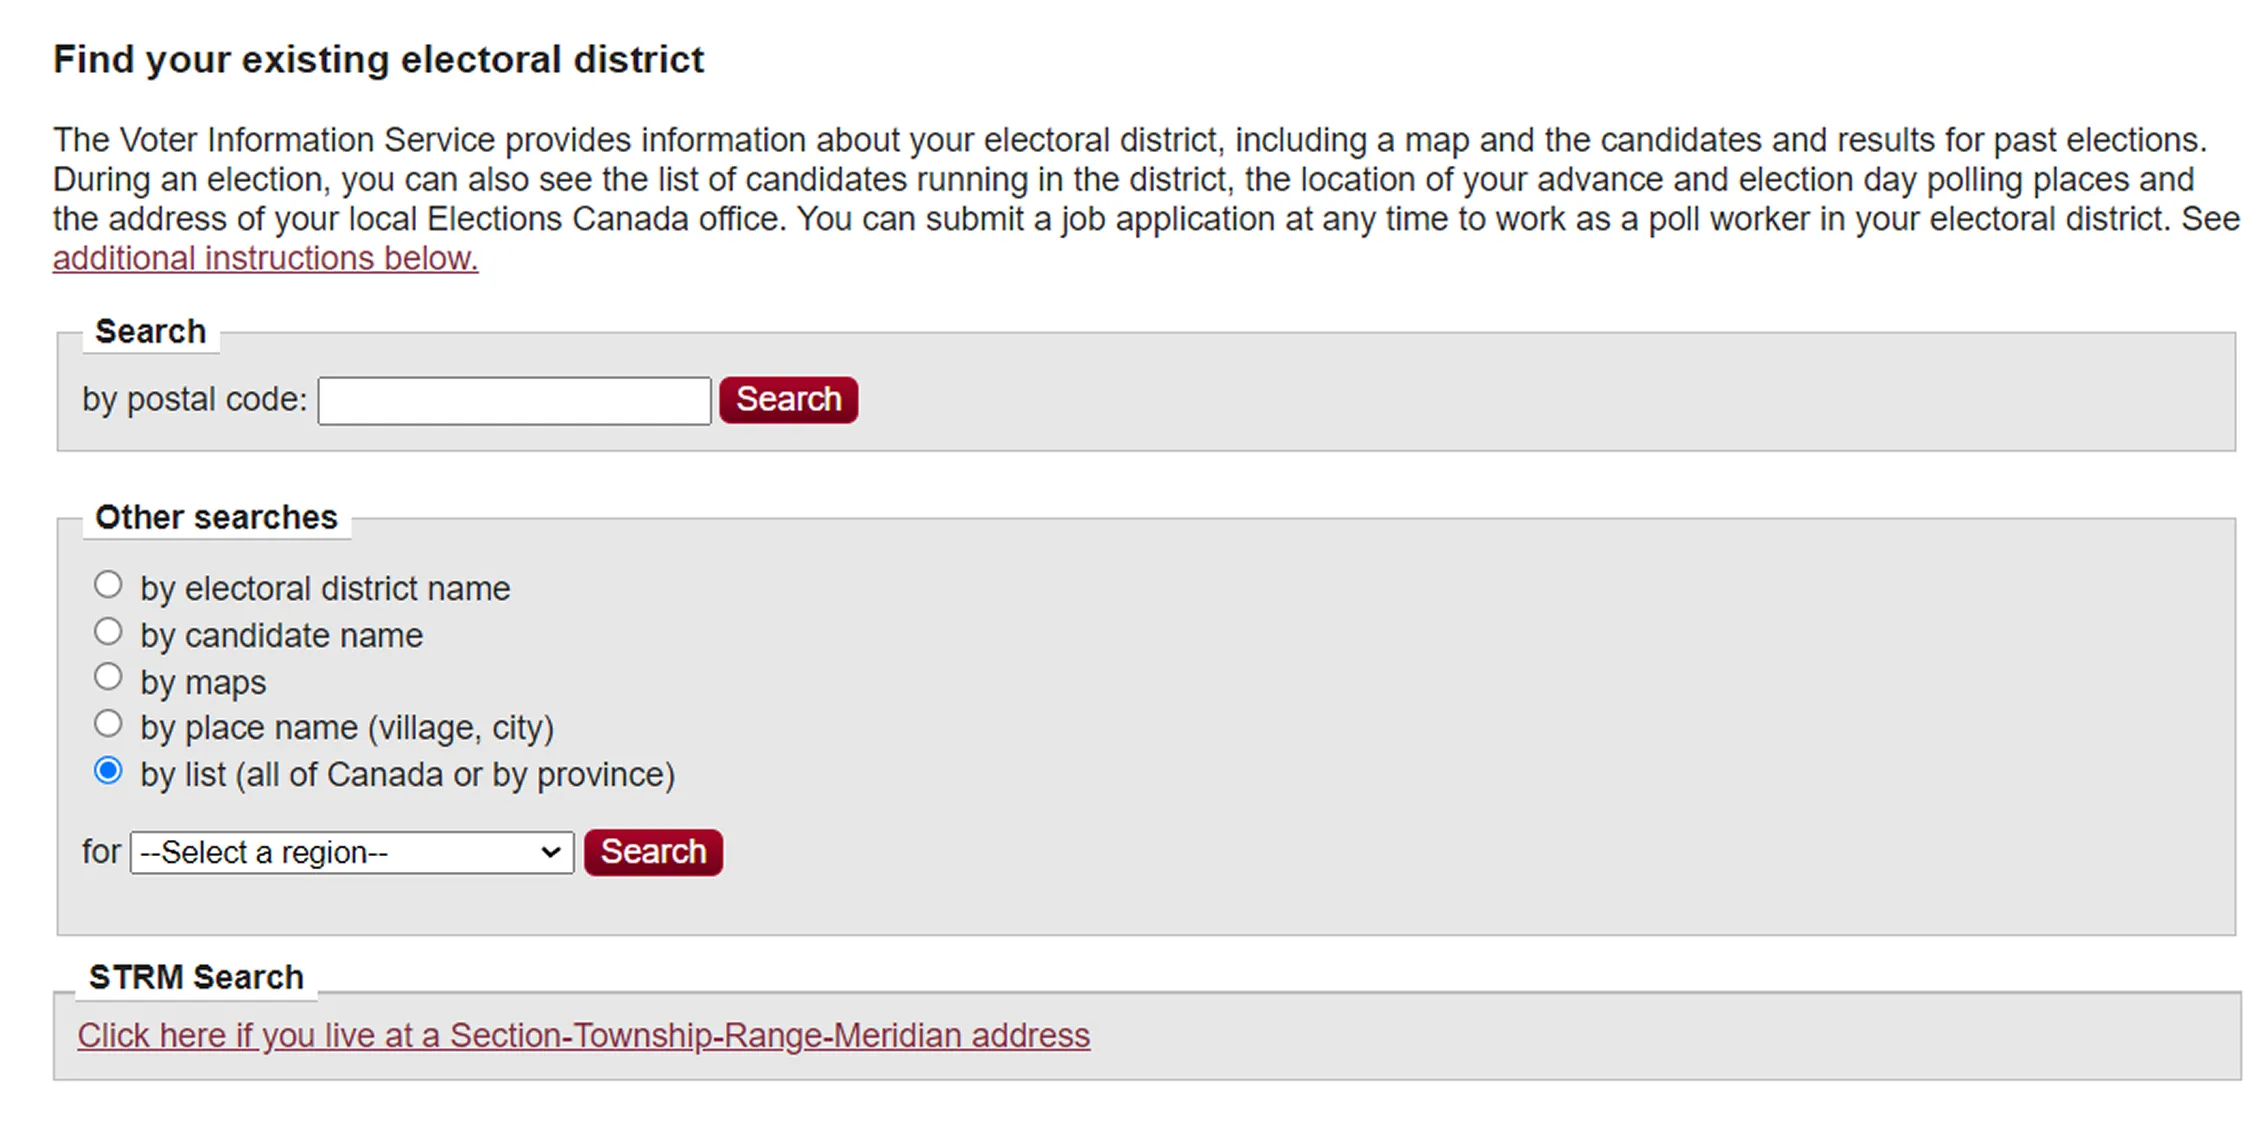 Find your existing electoral district
The Voter Information Service provides information about your electoral district, including a map and the candidates and results for past elections.
During an election, you can also see the list of candidates running in the district, the location of your advance and election day polling places and
the address of your local Elections Canada office. You can submit a job application at any time to work as a poll worker in your electoral district. See
additional instructions below.
Search
by postal code: Search
Other searches
by electoral district name
by candidate name
by maps
by place name (village, city)
by list (all of Canada or by province)
for --Select a region-- Search
STRM Search
Click here if you live at a Section-Township-Range-Meridian address